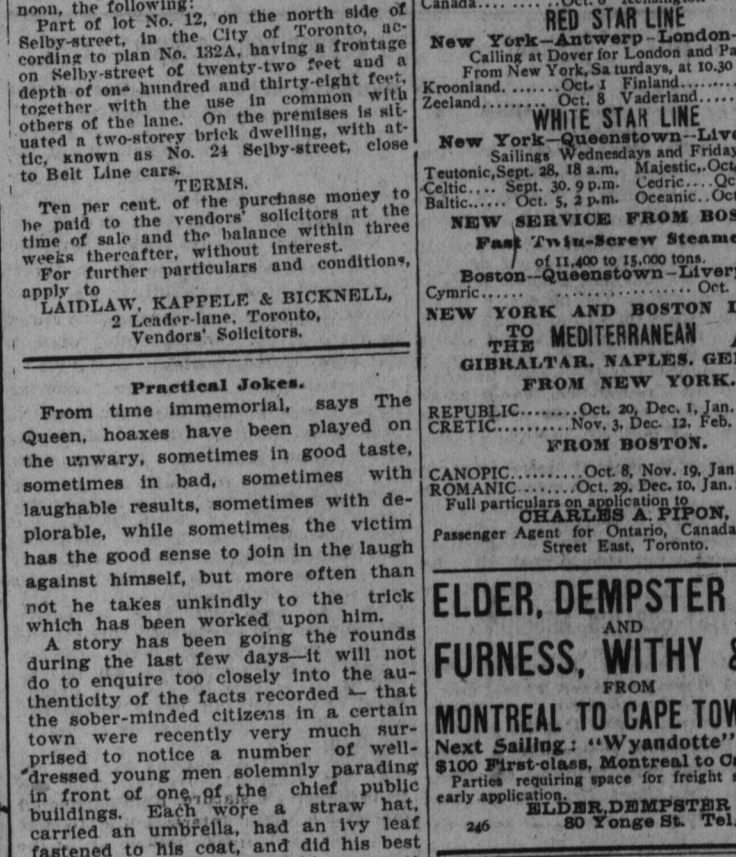 noon, the following:
Part of lot No. 12, on the north side of
Selby-street, in the City of Toronto, ac-
cording to plan No. 132A, having a frontage
on Selby-street of twenty-two feet and a
depth of one hundred and thirty-eight feet,
together with the use in common with
others of the lane. On the premises is sit-
uated a two-storey brick dwelling, with at-
tic, known as No. 24 Selby-street, close
to Belt Line cars.
TERMS.
Ten per cent. of the purchase money to
be paid to the vendors' solicitors at the
time of sale and the balance within three
weeks thereafter, without interest.
For further particulars and conditions,
apply to
LAIDLAW, KAPPELE & BICKNELL,
2 Leader-lane, Toronto,
Vendors' Solicitors.
Practical Jokes.
From time immemorial, says The
Queen, hoaxes have been played on
the unwary, sometimes in good taste,
sometimes in bad, sometimes with
laughable results, sometimes with de-
plorable, while sometimes the victim
has the good sense to join in the laugh
against himself, but more often than
not he takes unkindly to the trick
which has been worked upon him.
A story has been going the rounds
during the last few days—it will not
do to enquire too closely into the au-
thenticity of the facts recorded — that
the sober-minded citizens in a certain
town were recently very much sur-
prised to notice a number of well-
dressed young men solemnly parading
in front of one of the chief public
buildings. Each wore a straw hat,
carried an umbrella, had an ivy leaf
fastened to his coat, and did his best
Canada......Oct. 8
RED STAR LINE
New York—Antwerp—London—
Calling at Dover for London and Pa
From New York, Saturdays, at 10.30
Kroonland........Oct. 1 Finland........
Zeeland......... Oct. 8 Vaderland.....
WHITE STAR LINE
New York—Queenstown—Live
Sailings Wednesdays and Friday
Teutonic, Sept. 28, 18 a.m. Majestic..Oct
Celtic.... Sept. 30. 9 p.m. Cedric....Oc
Baltic..... Oct. 5, 2 p.m. Oceanic..Oct
NEW SERVICE FROM BOS
Fast Twin-Screw Steame
of 11,400 to 15,000 tons.
Boston—Queenstown—Liver
Cymric...... ...................... Oct.
NEW YORK AND BOSTON
TO THE MEDITERRANEAN
GIBRALTAR. NAPLES. GE
FROM NEW YORK.
REPUBLIC........Oct. 20, Dec. 1, Jan.
CRETIC..........Nov. 3, Dec. 12, Feb.
FROM BOSTON.
CANOPIC..........Oct. 8, Nov. 19, Jan
ROMANIC........Oct. 29, Dec. 10, Jan.
Full particulars on application to
CHARLES A. PIPON,
Passenger Agent for Ontario, Canada
Street East, Toronto.
ELDER, DEMPSTER
AND
FURNESS, WITHY &
FROM
MONTREAL TO CAPE TOW
Next Sailing: "Wyandotte"
$100 First-class, Montreal to C
Parties requiring space for freight
early application.
ELDER, DEMPSTER
246 80 Yonge St. Tel.